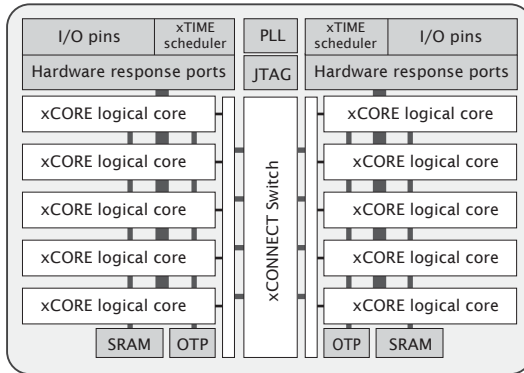 I/O pins
xTIME
scheduler
PLL
xTIME
scheduler
I/O pins
Hardware response ports
JTAG
Hardware response ports
xCORE logical core
xCORE logical core
xCORE logical core
xCORE logical core
xCORE logical core
xCONNECT Switch
xCORE logical core
xCORE logical core
xCORE logical core
xCORE logical core
xCORE logical core
SRAM
OTP
OTP
SRAM